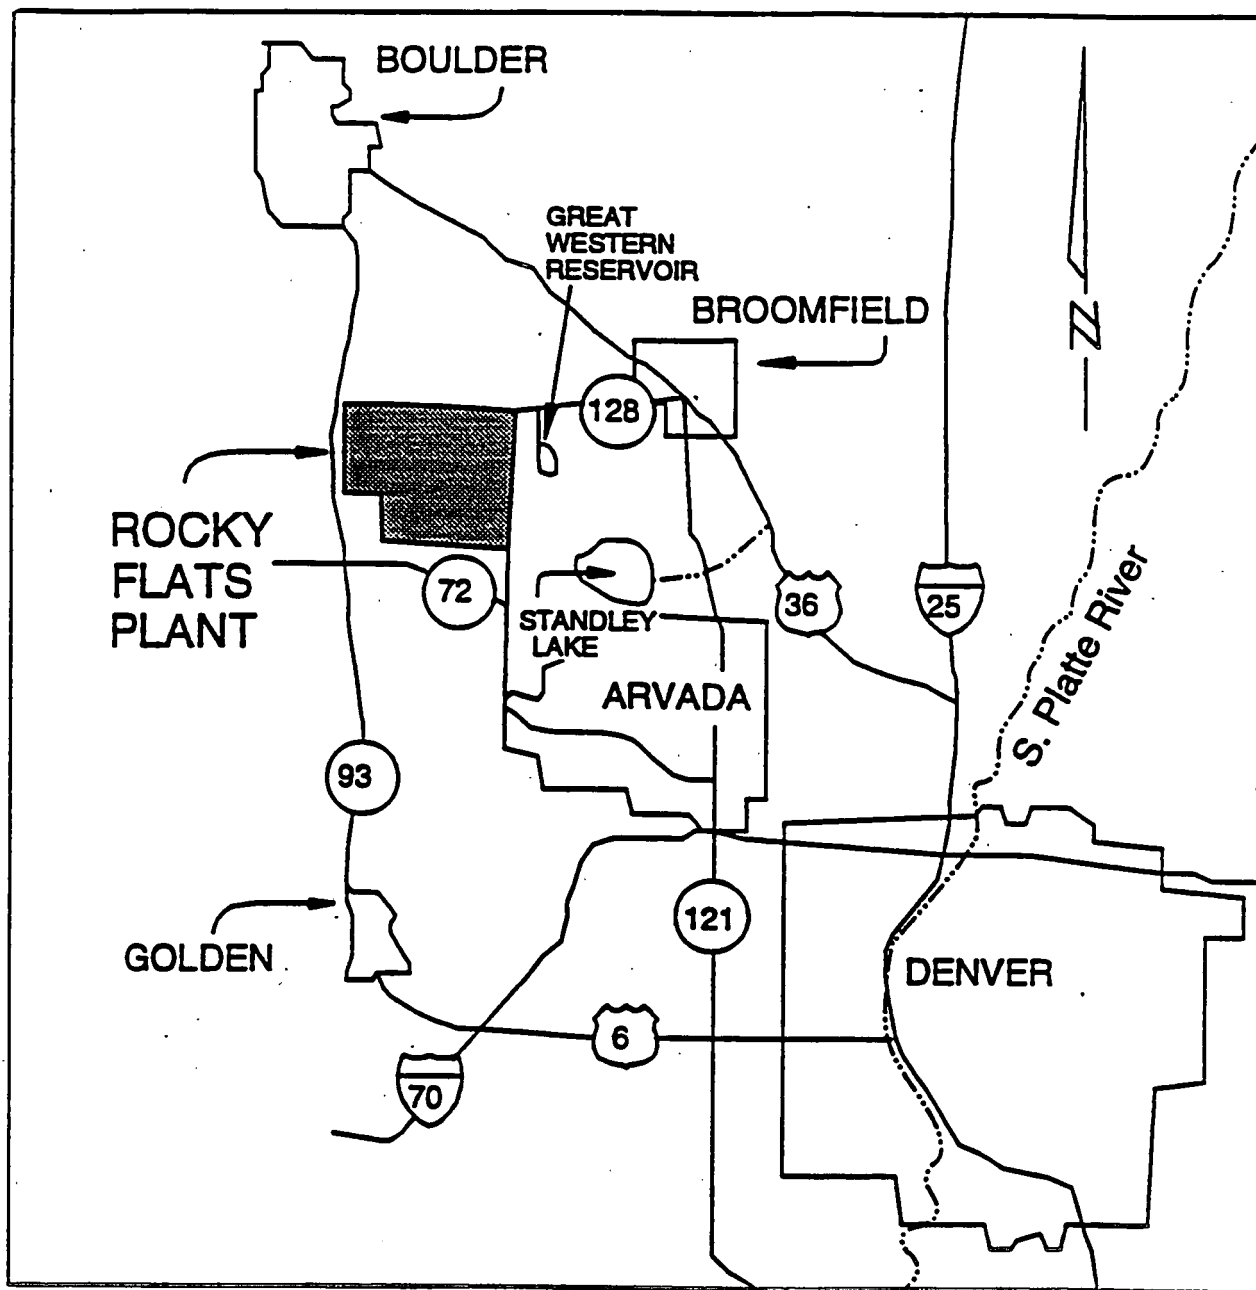 BOULDER
GREAT
WESTERN
RESERVOIR
BROOMFIELD
N
128
ROCKY
FLATS
PLANT
72
STANDLEY
LAKE
36
25
S. Platte River
ARVADA
93
GOLDEN
121
DENVER
6
70